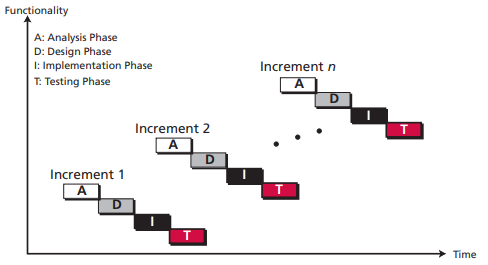 Functionality
A: Analysis Phase
D: Design Phase
I: Implementation Phase
T: Testing Phase
Increment n
A
D
I
T
Increment 2
A
D
I
T
Increment 1
A
D
I
T
Time